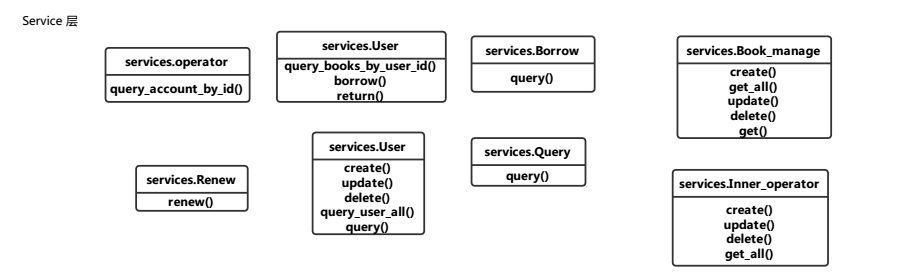 Service 层
services.operator
query_account_by_id()
services.User
query_books_by_user_id()
borrow()
return()
services.Borrow
query()
services.Book_manage
create()
get_all()
update()
delete()
get()
services.Renew
renew()
services.User
create()
update()
delete()
query_user_all()
query()
services.Query
query()
services.Inner_operator
create()
update()
delete()
get_all()